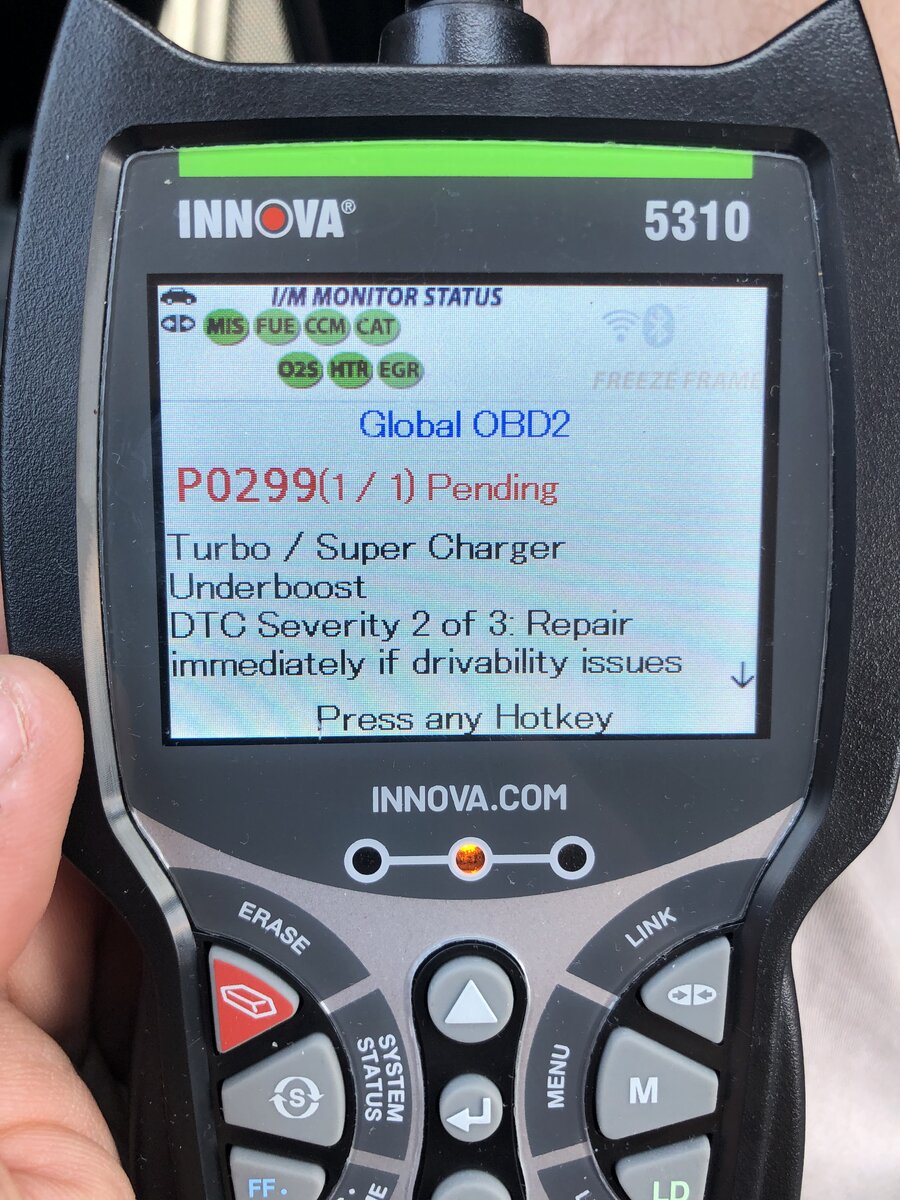 INNOVA®
5310
I/M MONITOR STATUS
MIS FUE CCM CAT
O2S HTR EGR
FREEZE FRAME
Global OBD2
P0299(1 / 1) Pending
Turbo / Super Charger
Underboost
DTC Severity 2 of 3: Repair
immediately if drivability issues
Press any Hotkey
INNOVA.COM
ERASE
LINK
SYSTEM
STATUS
S
MENU
M
FF
LD